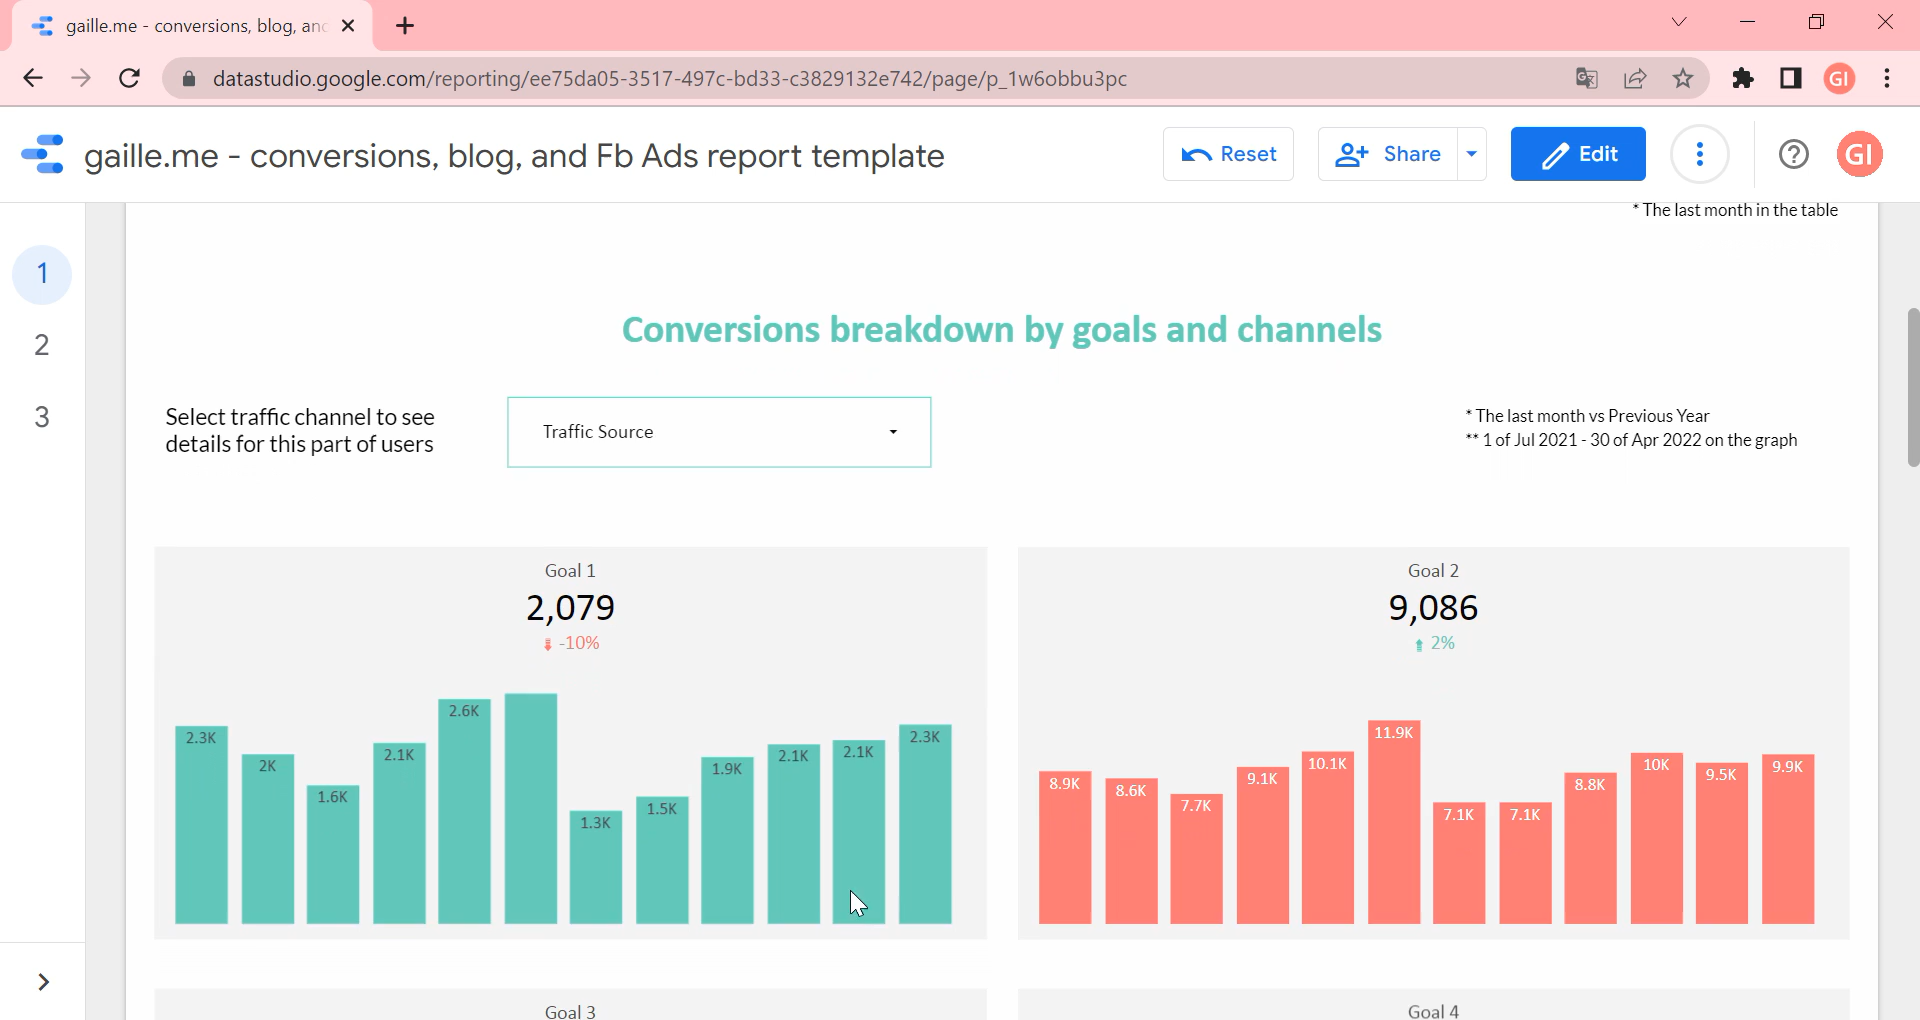 gaille.me - conversions, blog, and
datastudio.google.com/reporting/ee75da05-3517-497c-bd33-c3829132e742/page/p_1w6obbu3pc
GI
gaille.me - conversions, blog, and Fb Ads report template
Reset
Share
Edit
GI
* The last month in the table
1
2
3
Conversions breakdown by goals and channels
Select traffic channel to see
details for this part of users
Traffic Source
* The last month vs Previous Year
** 1 of Jul 2021 - 30 of Apr 2022 on the graph
Goal 1
2,079
-10%
2.3K
2K
1.6K
2.1K
2.6K
1.3K
1.5K
1.9K
2.1K
2.1K
2.3K
Goal 2
9,086
2%
8.9K
8.6K
7.7K
9.1K
10.1K
11.9K
7.1K
7.1K
8.8K
10K
9.5K
9.9K
Goal 3
Goal 4